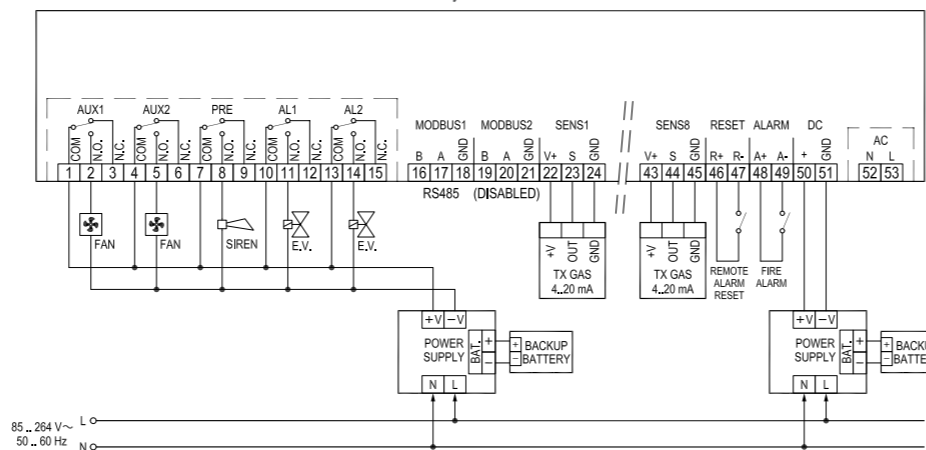 AUX1 AUX2 PRE AL1 AL2
COM N.O. N.C. COM N.O. N.C. COM N.O. N.C. COM N.O. N.C. COM N.O. N.C.
MODBUS1 MODBUS2 SENS1 SENS8 RESET ALARM DC AC
B A GND B A GND V+ S GND V+ S GND R+ R- A+ A- + GND N L
1 2 3 4 5 6 7 8 9 10 11 12 13 14 15 16 17 18 19 20 21 22 23 24 43 44 45 46 47 48 49 50 51 52 53
RS485 (DISABLED)
FAN FAN SIREN E.V. E.V.
+V OUT GND
TX GAS
4..20 mA
+V OUT GND
TX GAS
4..20 mA
REMOTE
ALARM
RESET
FIRE
ALARM
+V -V
POWER
SUPPLY
BAT.
+ -
+ BACKUP
- BATTERY
N L
+V -V
POWER
SUPPLY
BAT.
+ -
+ BACKU
- BATTE
N L
85..264 V~ L
50..60 Hz N